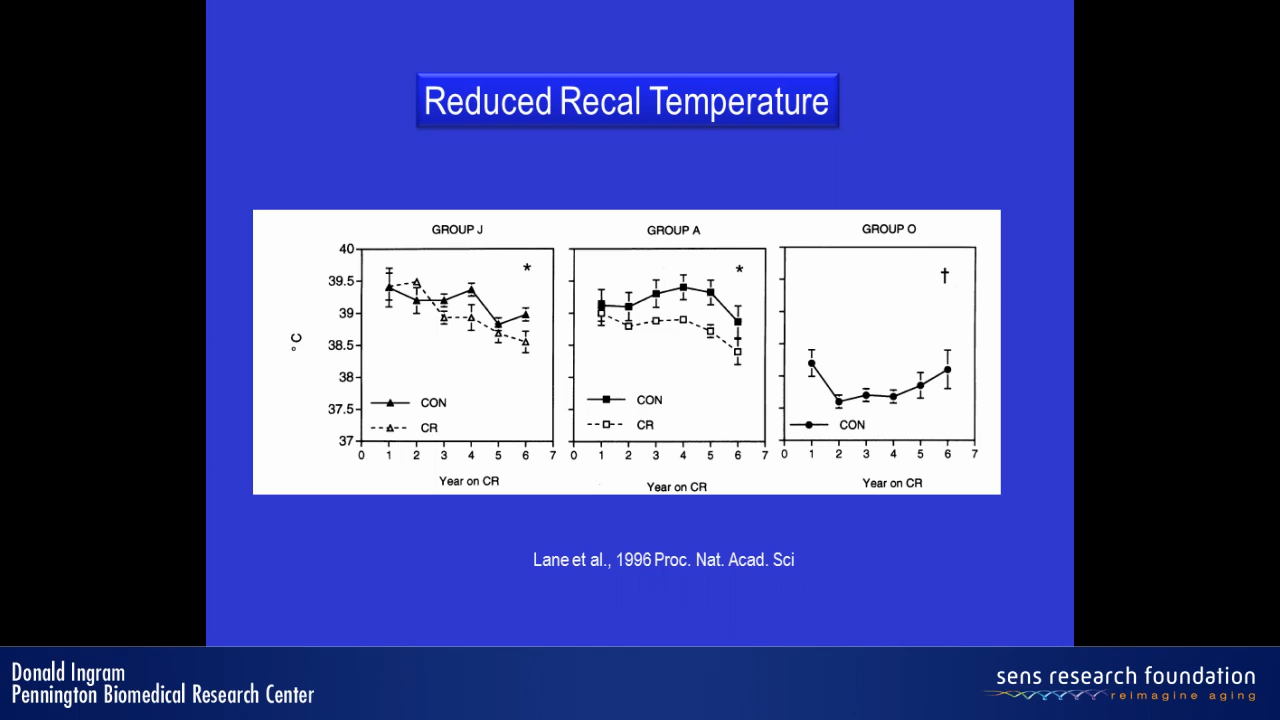 Reduced Recal Temperature
GROUP J
GROUP A
GROUP O
40
39.5
39
38.5
38
37.5
37
°C
*
*
†
CON
CR
CON
CR
CON
0 1 2 3 4 5 6 7
0 1 2 3 4 5 6 7
0 1 2 3 4 5 6 7
Year on CR
Year on CR
Year on CR
Lane et al., 1996 Proc. Nat. Acad. Sci
Donald Ingram
Pennington Biomedical Research Center
sens research foundation
reimagine aging